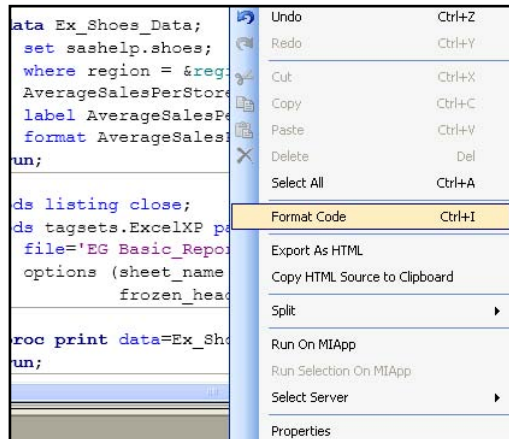 ata Ex_Shoes_Data;
set sashelp.shoes;
where region = &reg
AverageSalesPerStore
label AverageSalesPe
format AverageSales
un;
ds listing close;
ds tagsets.ExcelXP pa
file='EG Basic_Repor
options (sheet_name
frozen_head
roc print data=Ex_Sho
un;
Undo Ctrl+Z
Redo Ctrl+Y
Cut Ctrl+X
Copy Ctrl+C
Paste Ctrl+V
Delete Del
Select All Ctrl+A
Format Code Ctrl+I
Export As HTML
Copy HTML Source to Clipboard
Split
Run On MIApp
Run Selection On MIApp
Select Server
Properties